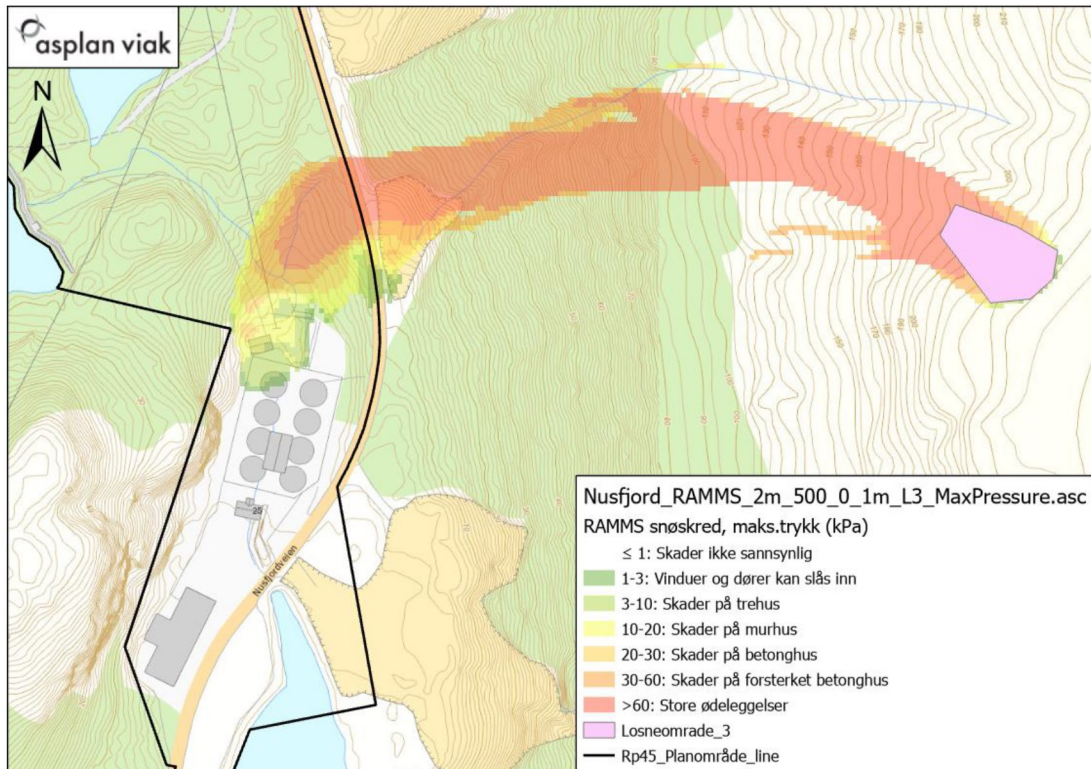 asplan viak
N
Nusfjordveien
25
Nusfjord_RAMMS_2m_500_0_1m_L3_MaxPressure.asc
RAMMS snøskred, maks.trykk (kPa)
≤ 1: Skader ikke sannsynlig
1-3: Vinduer og dører kan slås inn
3-10: Skader på trehus
10-20: Skader på murhus
20-30: Skader på betonghus
30-60: Skader på forsterket betonghus
>60: Store ødeleggelser
Losneomrade_3
Rp45_Planområde_line